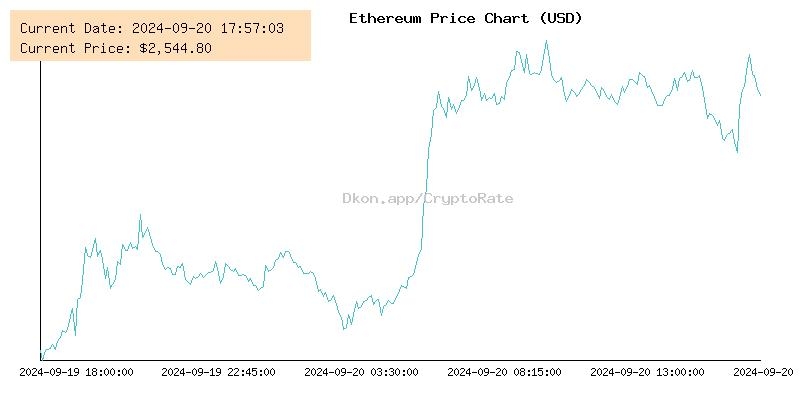 Ethereum Price Chart (USD)
Current Date: 2024-09-20 17:57:03
Current Price: $2,544.80
Dkon.app/CryptoRate
2024-09-19 18:00:00 2024-09-19 22:45:00 2024-09-20 03:30:00 2024-09-20 08:15:00 2024-09-20 13:00:00 2024-09-20